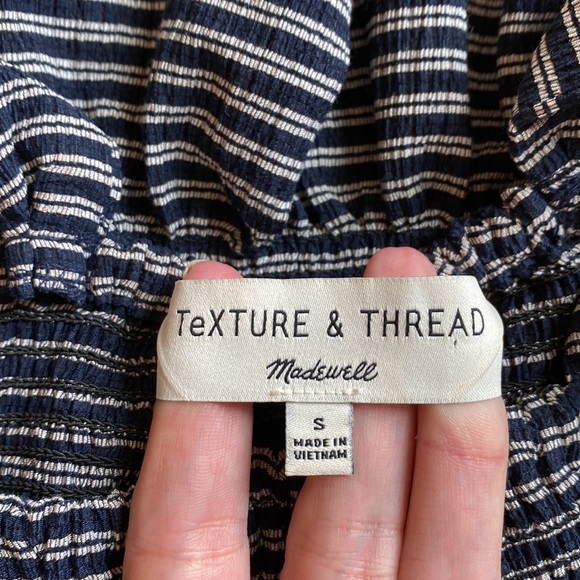 TeXTURE & THREAD
Madewell
S
MADE IN
VIETNAM